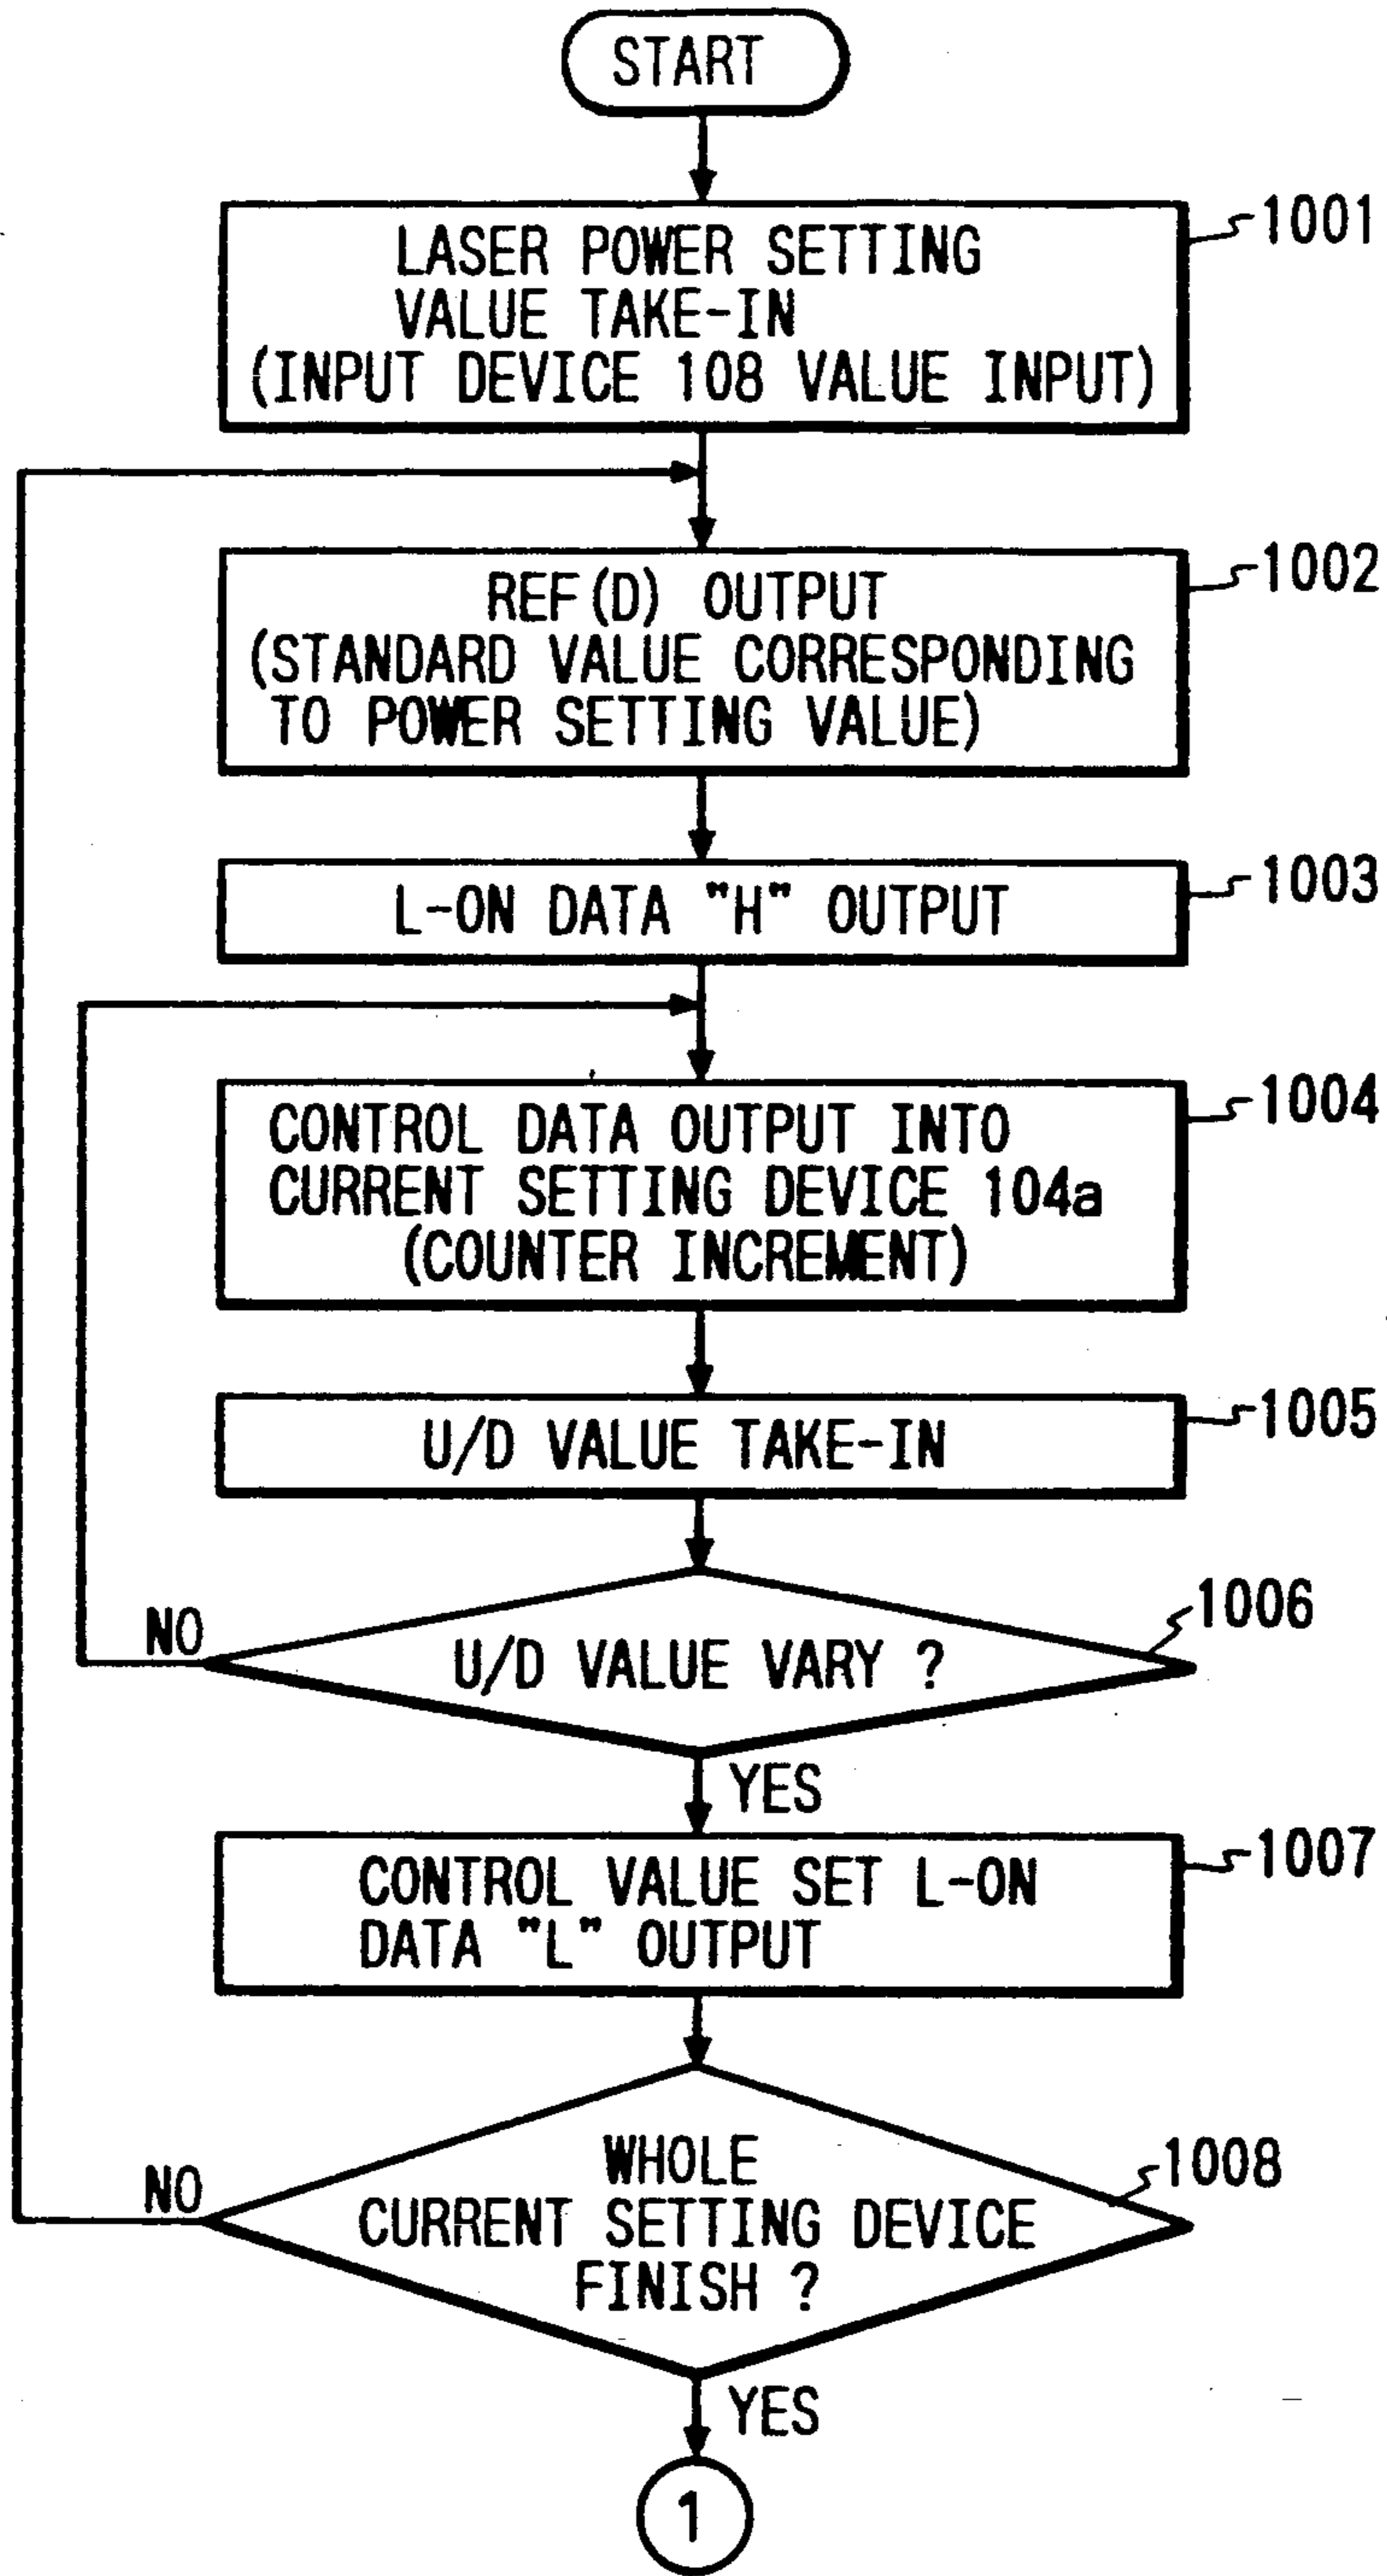 START
1001
LASER POWER SETTING
VALUE TAKE-IN
(INPUT DEVICE 108 VALUE INPUT)
1002
REF(D) OUTPUT
(STANDARD VALUE CORRESPONDING
TO POWER SETTING VALUE)
1003
L-ON DATA "H" OUTPUT
1004
CONTROL DATA OUTPUT INTO
CURRENT SETTING DEVICE 104a
(COUNTER INCREMENT)
1005
U/D VALUE TAKE-IN
1006
NO
U/D VALUE VARY ?
YES
1007
CONTROL VALUE SET L-ON
DATA "L" OUTPUT
1008
NO
WHOLE
CURRENT SETTING DEVICE
FINISH ?
YES
1